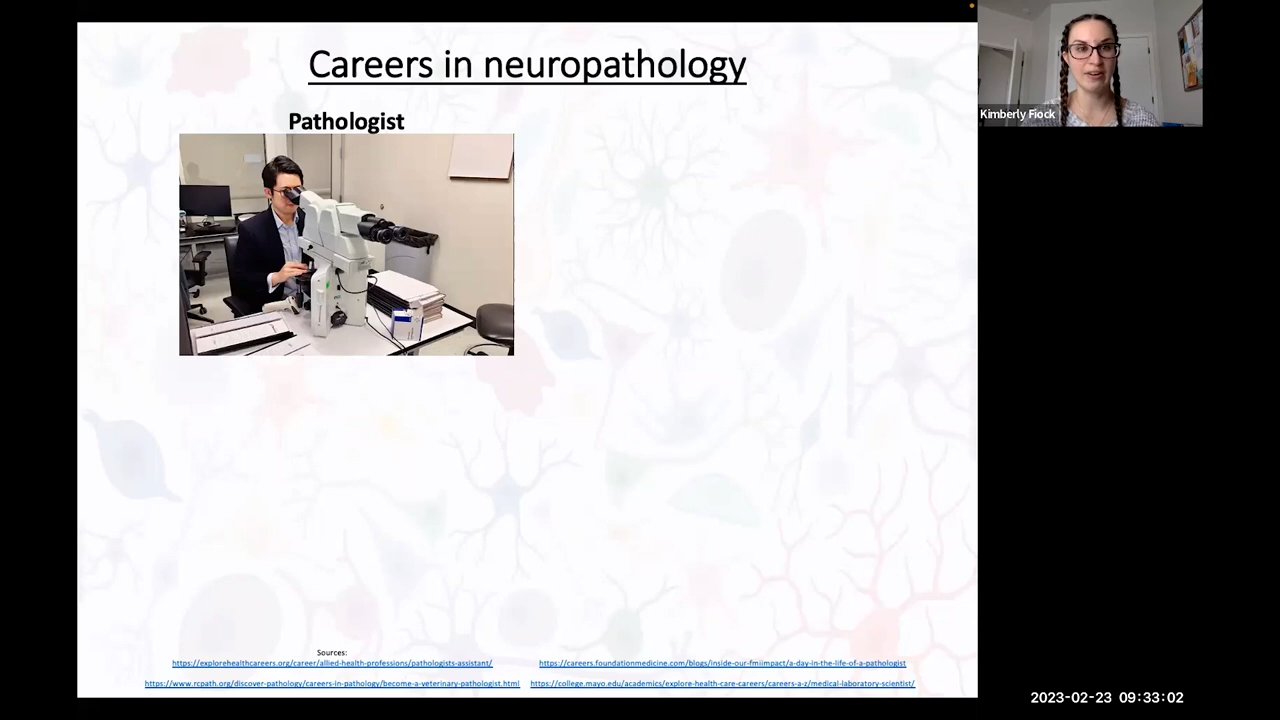 Careers in neuropathology
Pathologist
Kimberly Fiock
Sources:
https://explorehealthcareers.org/career/allied-health-professions/pathologists-assistant/
https://careers.foundationmedicine.com/blogs/inside-our-fmiimpact/a-day-in-the-life-of-a-pathologist
https://www.rcpath.org/discover-pathology/careers-in-pathology/become-a-veterinary-pathologist.html
https://college.mayo.edu/academics/explore-health-care-careers/careers-a-z/medical-laboratory-scientist/
2023-02-23 09:33:02